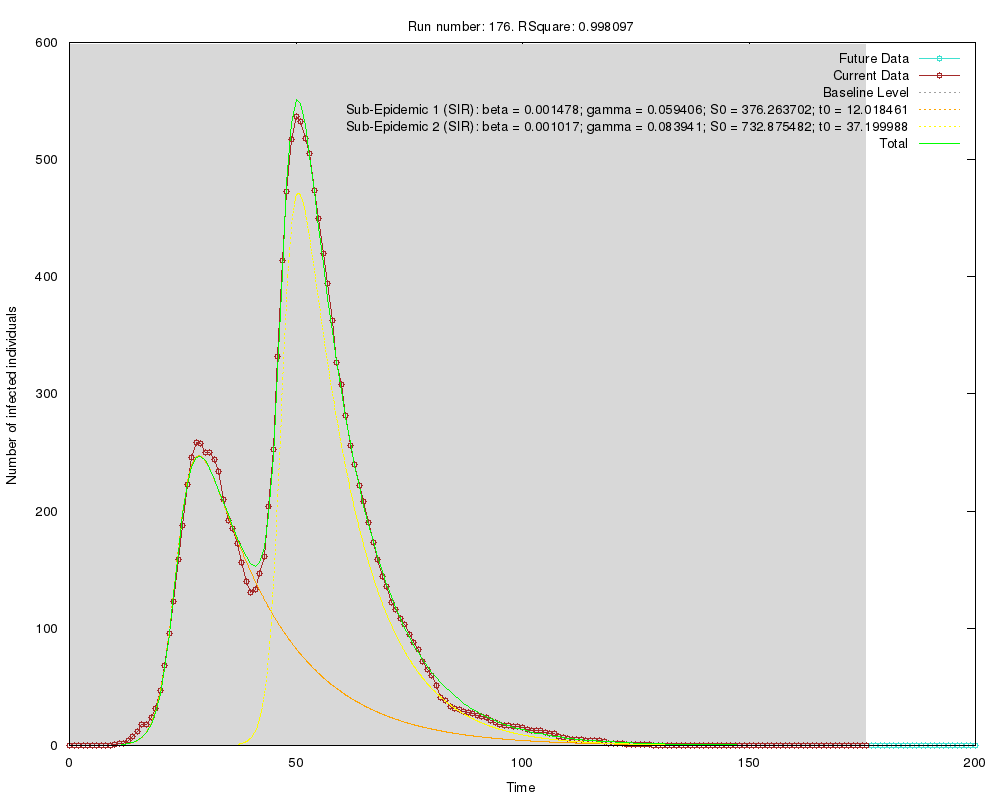 Run number: 176. RSquare: 0.998097
600
500
400
300
200
100
0
Number of infected individuals
Future Data
Current Data
Baseline Level
Sub-Epidemic 1 (SIR): beta = 0.001478; gamma = 0.059406; S0 = 376.263702; t0 = 12.018461
Sub-Epidemic 2 (SIR): beta = 0.001017; gamma = 0.083941; S0 = 732.875482; t0 = 37.199988
Total
0 50 100 150 200
Time